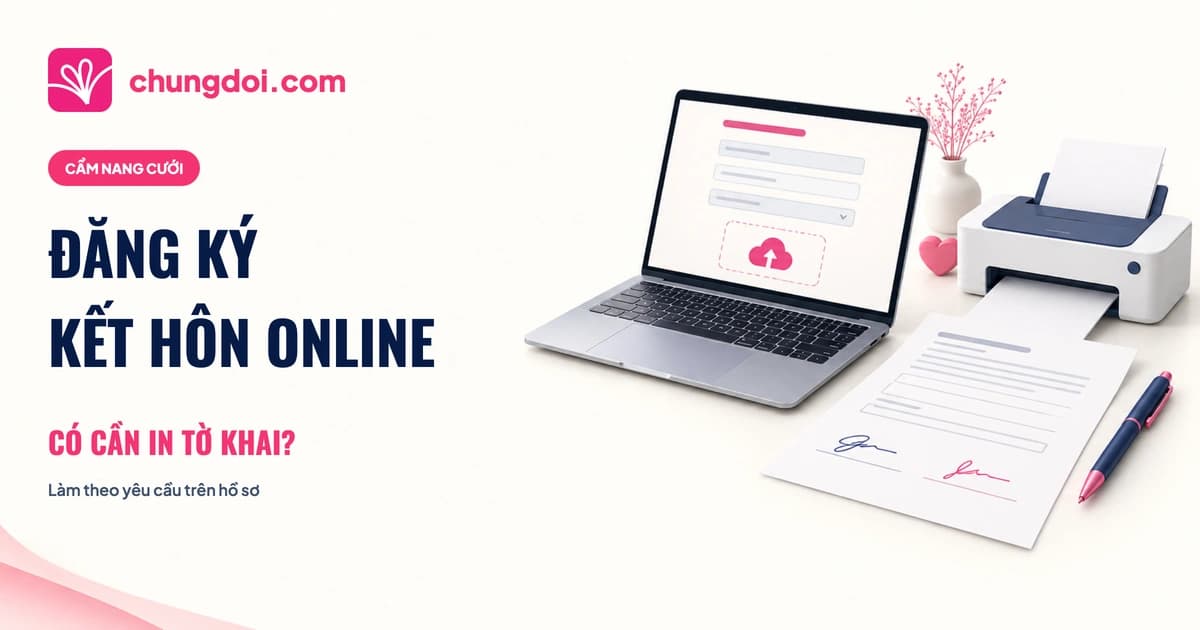 chungdoi.com
CẨM NANG CƯỚI
ĐĂNG KÝ
KẾT HÔN ONLINE
CÓ CẦN IN TỜ KHAI?
Làm theo yêu cầu trên hồ sơ